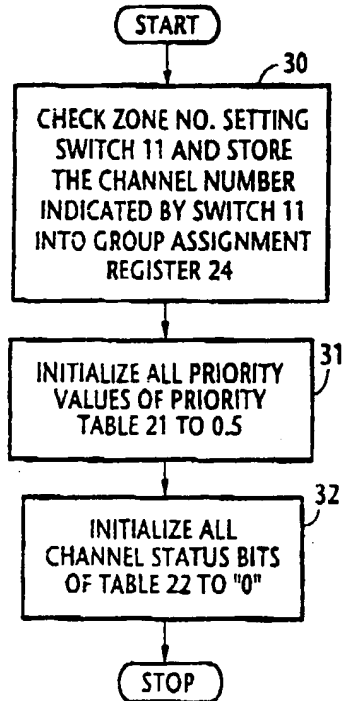 START
30
CHECK ZONE NO. SETTING
SWITCH 11 AND STORE
THE CHANNEL NUMBER
INDICATED BY SWITCH 11
INTO GROUP ASSIGNMENT
REGISTER 24
31
INITIALIZE ALL PRIORITY
VALUES OF PRIORITY
TABLE 21 TO 0.5
32
INITIALIZE ALL
CHANNEL STATUS BITS
OF TABLE 22 TO "0"
STOP